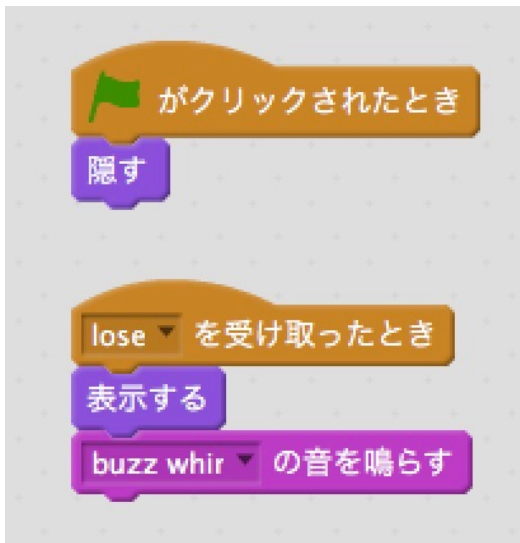 がクリックされたとき
隠す
lose を受け取ったとき
表示する
buzz whir の音を鳴らす